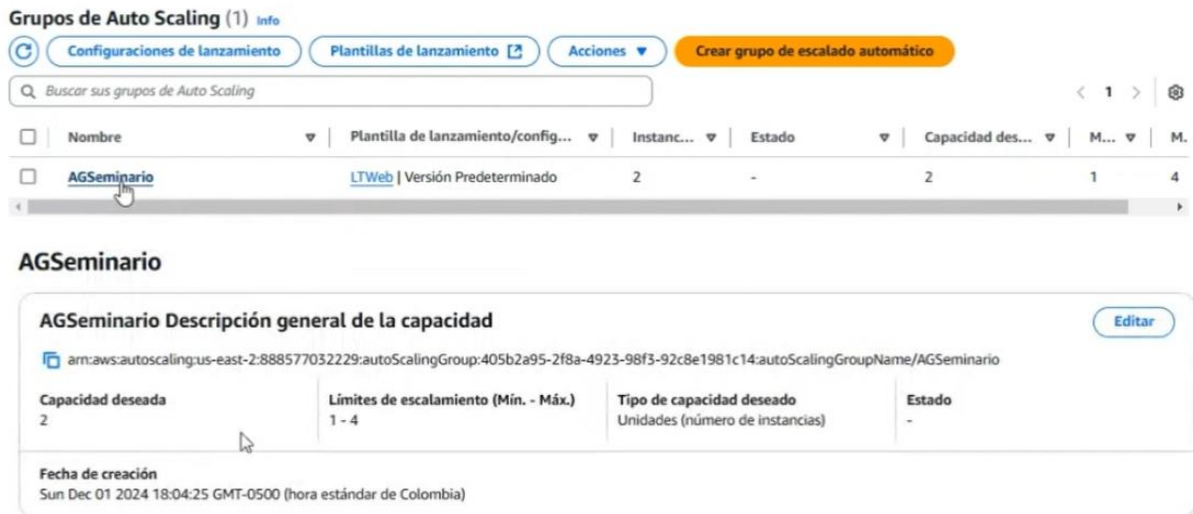 Grupos de Auto Scaling (1) Info
Configuraciones de lanzamiento Plantillas de lanzamiento Acciones Crear grupo de escalado automático
Buscar sus grupos de Auto Scaling 1
Nombre Plantilla de lanzamiento/config... Instanc... Estado Capacidad des... M... M.
AGSeminario LTWeb | Versión Predeterminado 2 - 2 1 4
AGSeminario
AGSeminario Descripción general de la capacidad Editar
arn:aws:autoscaling:us-east-2:888577032229:autoScalingGroup:405b2a95-2f8a-4923-98f3-92c8e1981c14:autoScalingGroupName/AGSeminario
Capacidad deseada Límites de escalamiento (Mín. - Máx.) Tipo de capacidad deseado Estado
2 1 - 4 Unidades (número de instancias) -
Fecha de creación
Sun Dec 01 2024 18:04:25 GMT-0500 (hora estándar de Colombia)